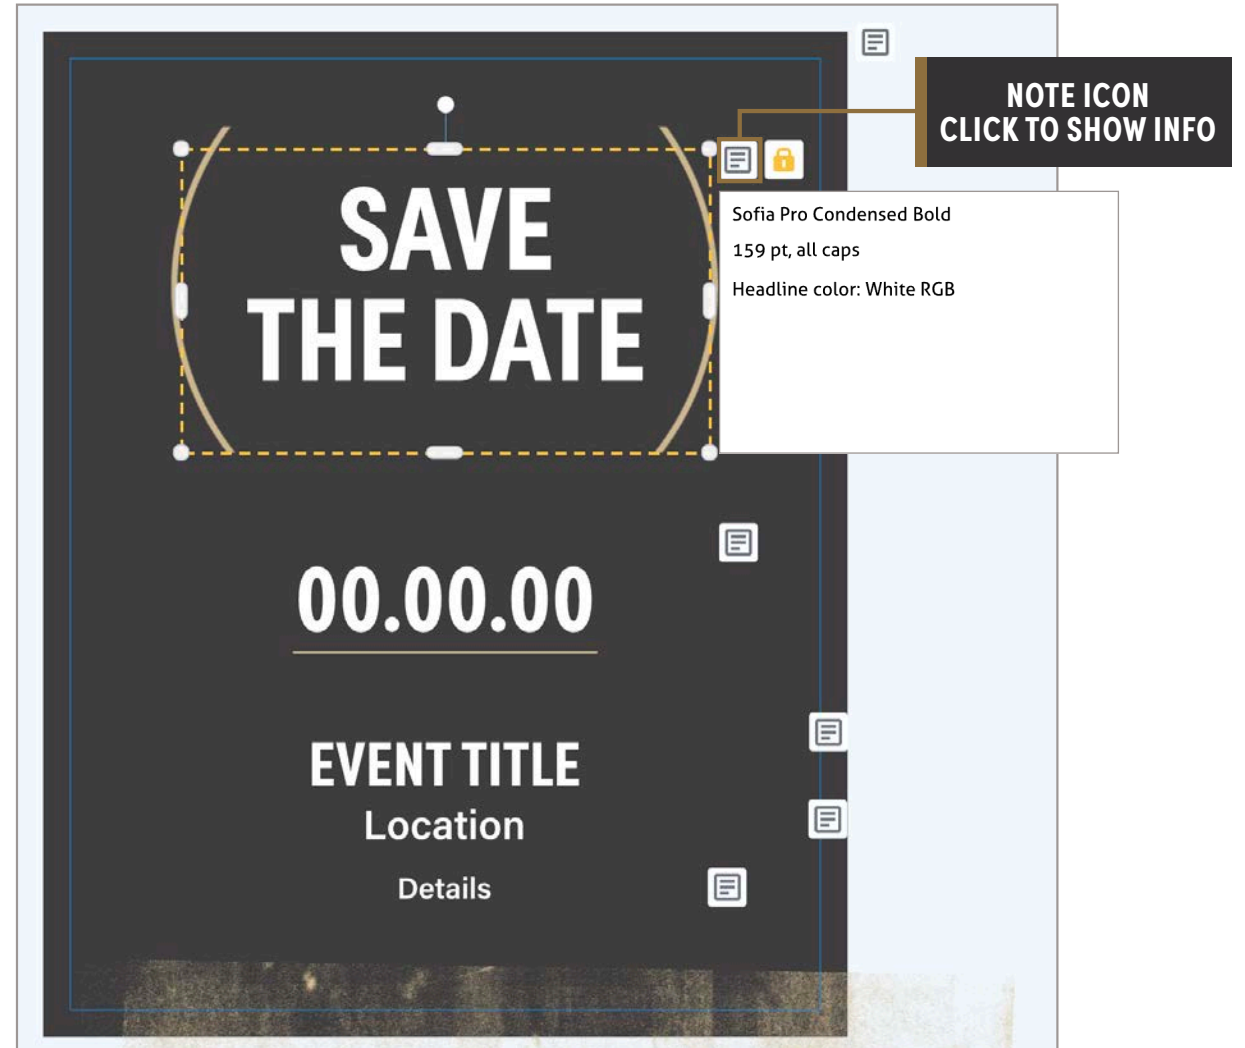 NOTE ICON
CLICK TO SHOW INFO
SAVE
THE DATE
Sofia Pro Condensed Bold
159 pt, all caps
Headline color: White RGB
00.00.00
EVENT TITLE
Location
Details